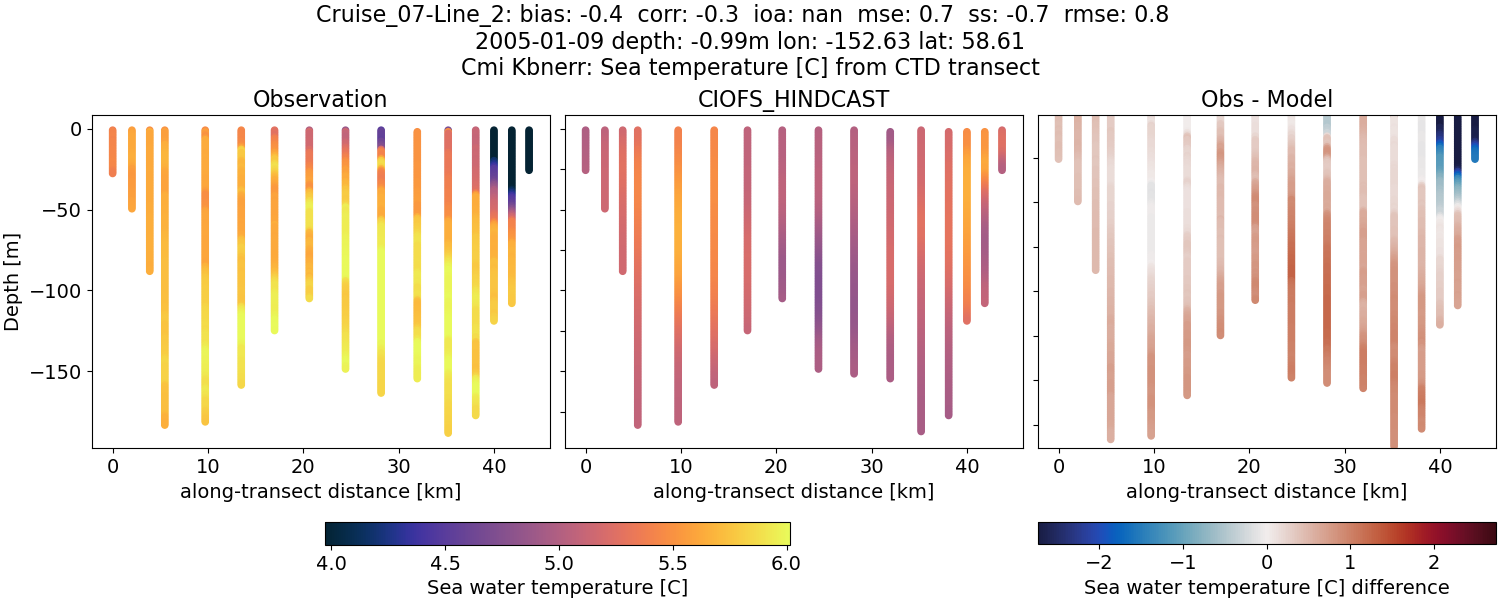 Cruise_07-Line_2: bias: -0.4  corr: -0.3  ioa: nan  mse: 0.7  ss: -0.7  rmse: 0.8
2005-01-09 depth: -0.99m lon: -152.63 lat: 58.61
Cmi Kbnerr: Sea temperature [C] from CTD transect
Observation
CIOFS_HINDCAST
Obs - Model
Depth [m]
0
−50
−100
−150
0 10 20 30 40
0 10 20 30 40
0 10 20 30 40
along-transect distance [km]
along-transect distance [km]
along-transect distance [km]
4.0 4.5 5.0 5.5 6.0
Sea water temperature [C]
−2 −1 0 1 2
Sea water temperature [C] difference